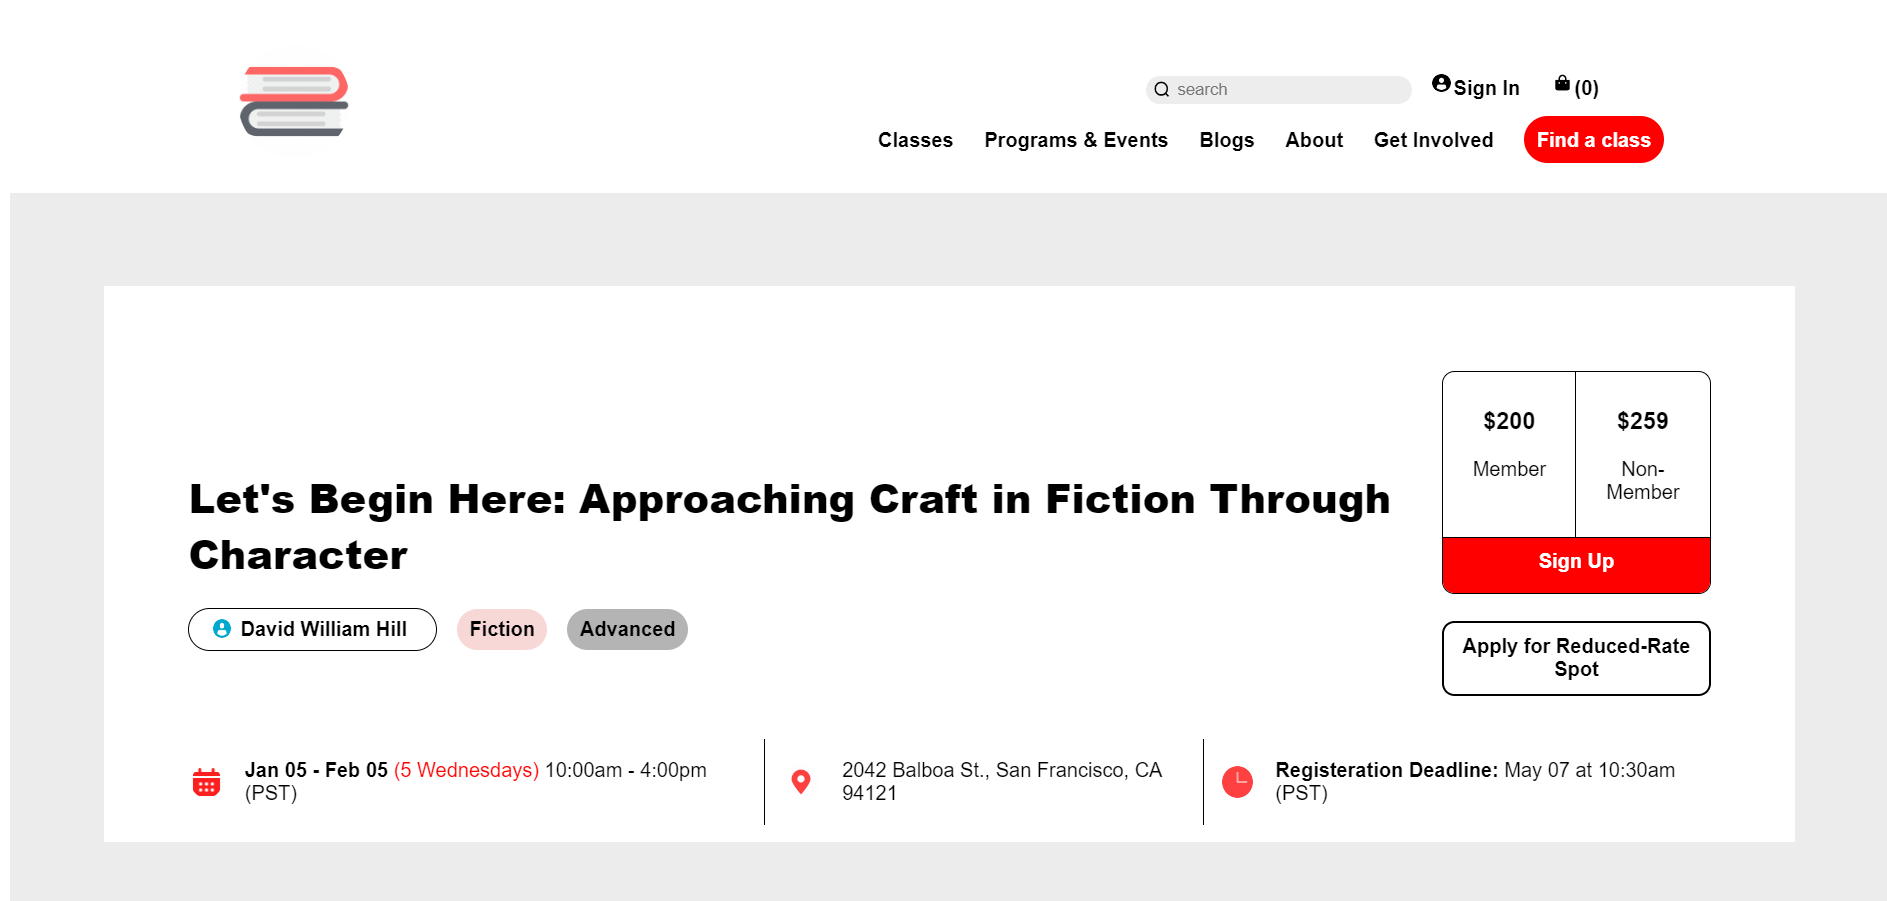 search
Sign In
(0)
Classes
Programs & Events
Blogs
About
Get Involved
Find a class
$200
Member
$259
Non-
Member
Sign Up
Let's Begin Here: Approaching Craft in Fiction Through
Character
David William Hill
Fiction
Advanced
Apply for Reduced-Rate
Spot
Jan 05 - Feb 05 (5 Wednesdays) 10:00am - 4:00pm
(PST)
2042 Balboa St., San Francisco, CA
94121
Registeration Deadline: May 07 at 10:30am
(PST)